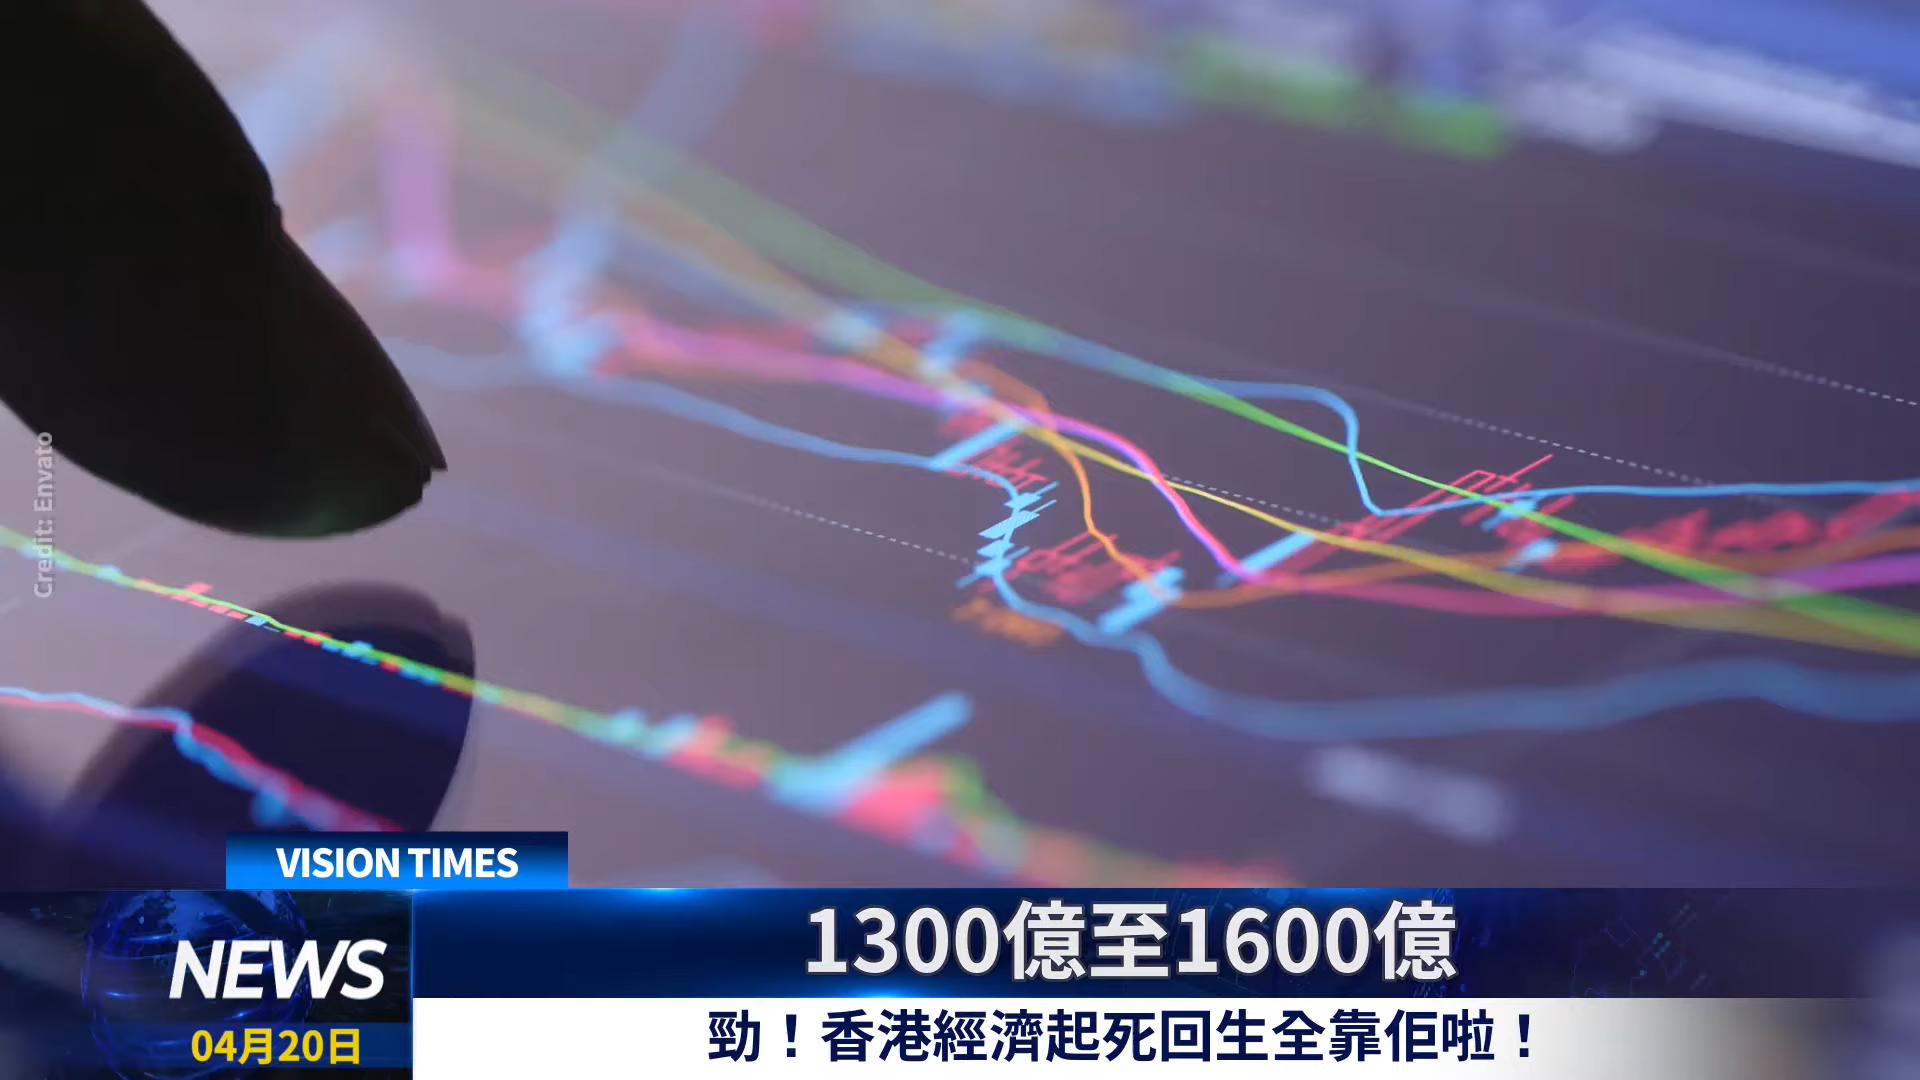 Credit: Envato
VISION TIMES
NEWS
04月20日
1300億至1600億
勁！香港經濟起死回生全靠佢啦！